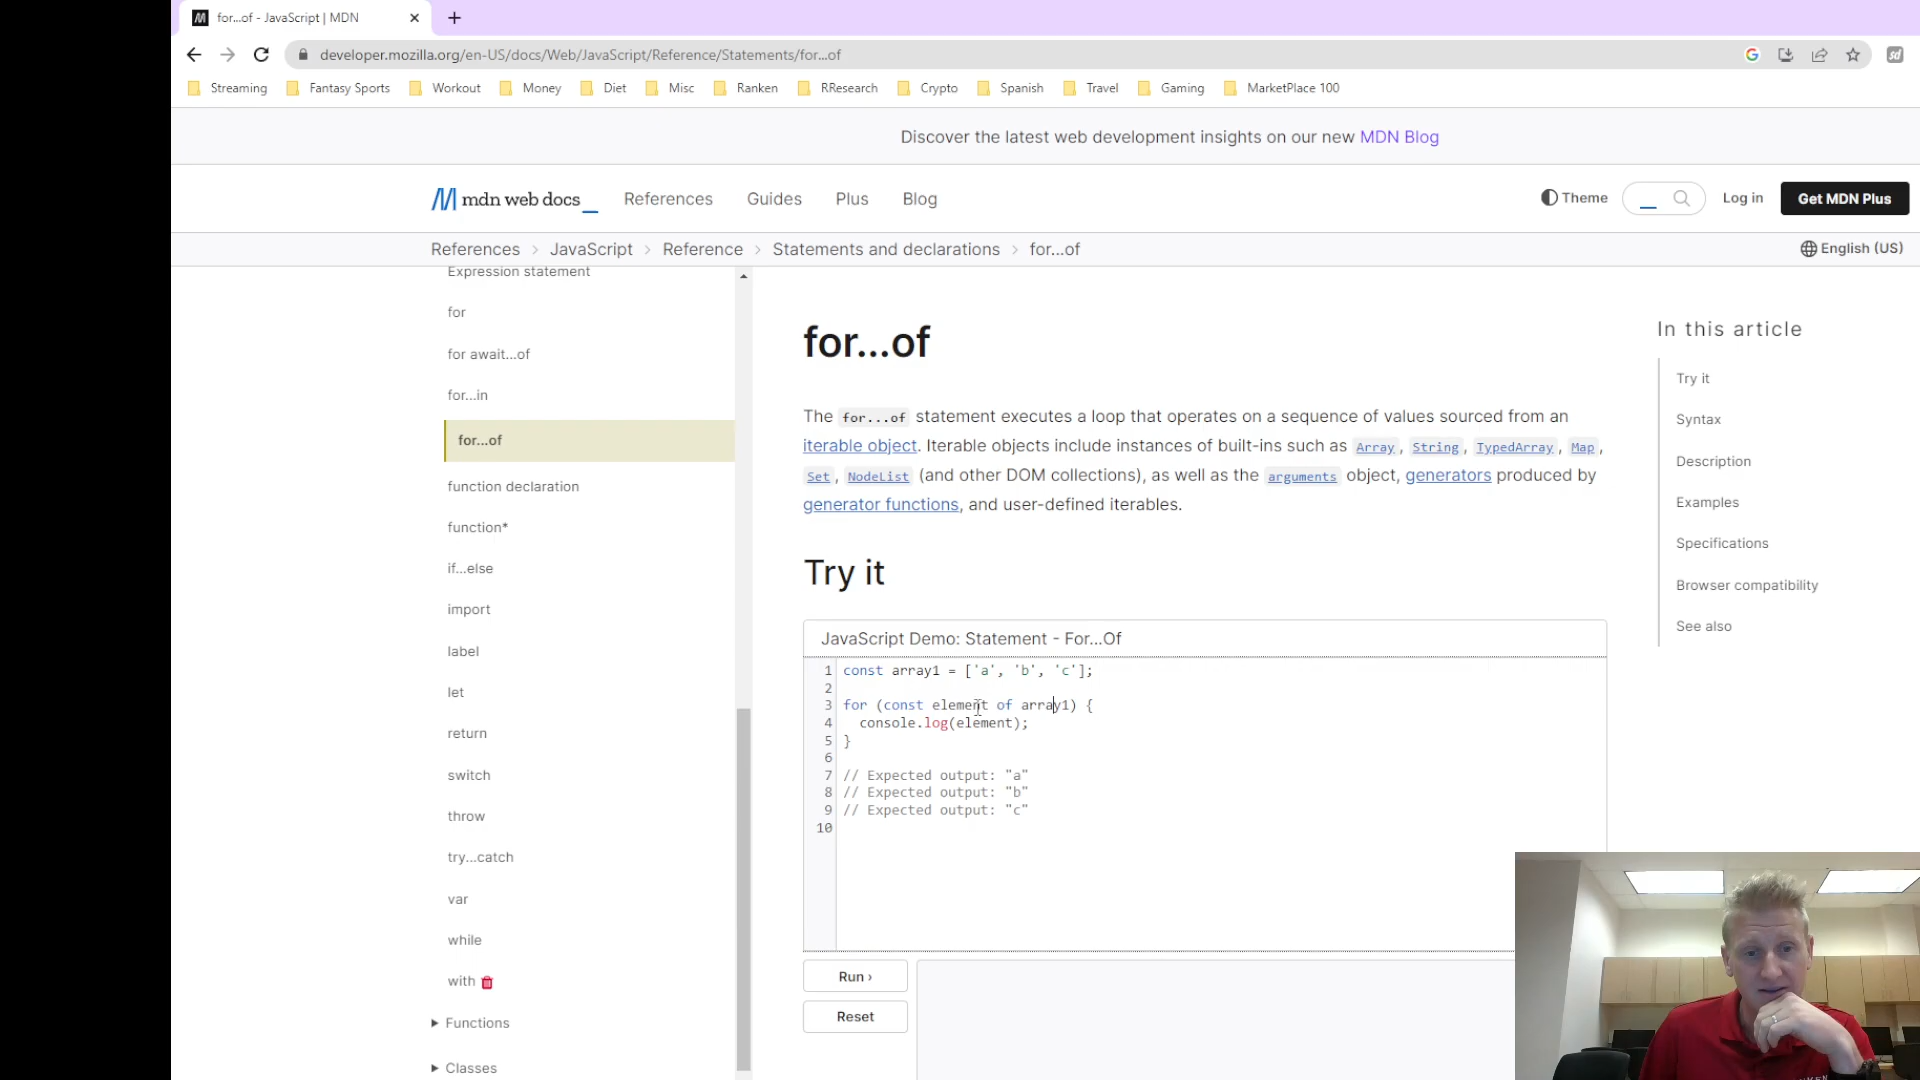 for...of - JavaScript | MDN
developer.mozilla.org/en-US/docs/Web/JavaScript/Reference/Statements/for...of
Streaming Fantasy Sports Workout Money Diet Misc Ranken RResearch Crypto Spanish Travel Gaming MarketPlace 100
Discover the latest web development insights on our new MDN Blog
mdn web docs_ References Guides Plus Blog Theme Log in Get MDN Plus
References > JavaScript > Reference > Statements and declarations > for...of English (US)
Expression statement
for
for await...of
for...in
for...of
function declaration
function*
if...else
import
label
let
return
switch
throw
try...catch
var
while
with
Functions
Classes
for...of
The for...of statement executes a loop that operates on a sequence of values sourced from an
iterable object. Iterable objects include instances of built-ins such as Array, String, TypedArray, Map,
Set, NodeList (and other DOM collections), as well as the arguments object, generators produced by
generator functions, and user-defined iterables.
Try it
JavaScript Demo: Statement - For...Of
1 const array1 = ['a', 'b', 'c'];
2
3 for (const element of array1) {
4 console.log(element);
5 }
6
7 // Expected output: "a"
8 // Expected output: "b"
9 // Expected output: "c"
10
Run ›
Reset
In this article
Try it
Syntax
Description
Examples
Specifications
Browser compatibility
See also